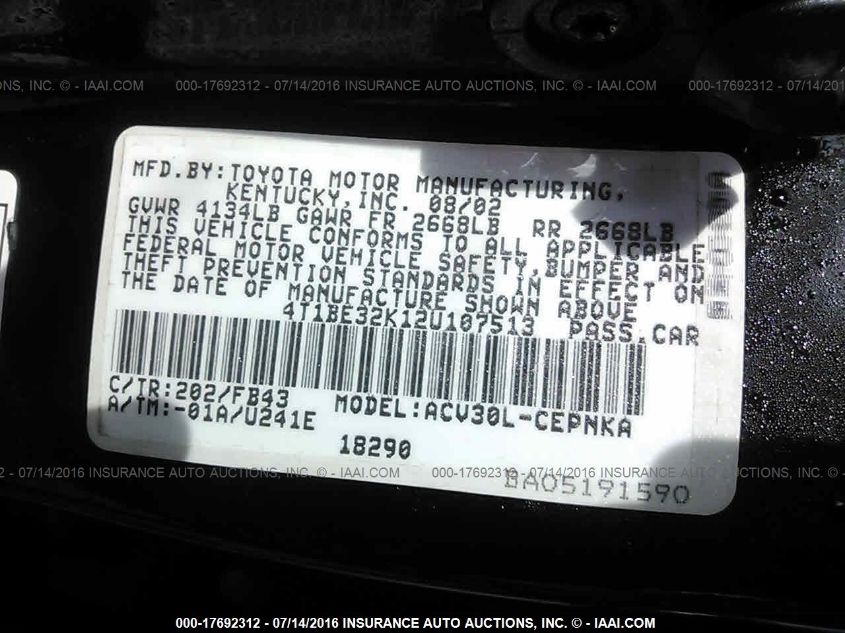 INC. © - IAAI.COM 000-17692312 - 07/14/2016 INSURANCE AUTO AUCTIONS, INC. © - IAAI.COM 000-17692312 - 07/14/2016
MFD.BY:TOYOTA MOTOR MANUFACTURING,
KENTUCKY,INC. 08/02
GVWR 4134LB GAWR FR 2668LB RR 2668LB
THIS VEHICLE CONFORMS TO ALL APPLICABLE
FEDERAL MOTOR VEHICLE SAFETY,BUMPER AND
THEFT PREVENTION STANDARDS IN EFFECT ON
THE DATE OF MANUFACTURE SHOWN ABOVE
4T1BE32K12U107513 PASS.CAR
C/TR:202/FB43
A/TM:-01A/U241E
MODEL:ACV30L-CEPNKA
18290
BA05191590
07/14/2016 INSURANCE AUTO AUCTIONS, INC. © - IAAI.COM 000-17692312 - 07/14/2016 INSURANCE AUTO AUCTIONS, INC. ©
000-17692312 - 07/14/2016 INSURANCE AUTO AUCTIONS, INC. © - IAAI.COM